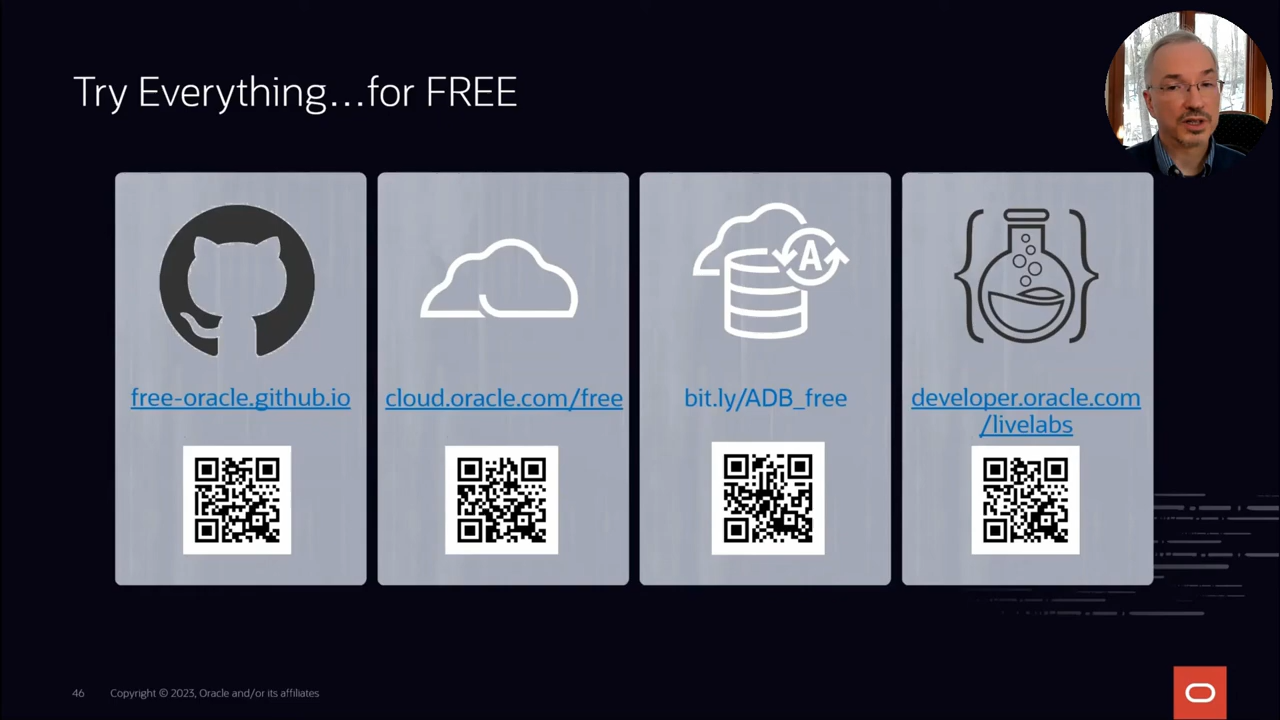 Try Everything...for FREE
A
free-oracle.github.io
cloud.oracle.com/free
bit.ly/ADB_free
developer.oracle.com
/livelabs
46
Copyright © 2023, Oracle and/or its affiliates